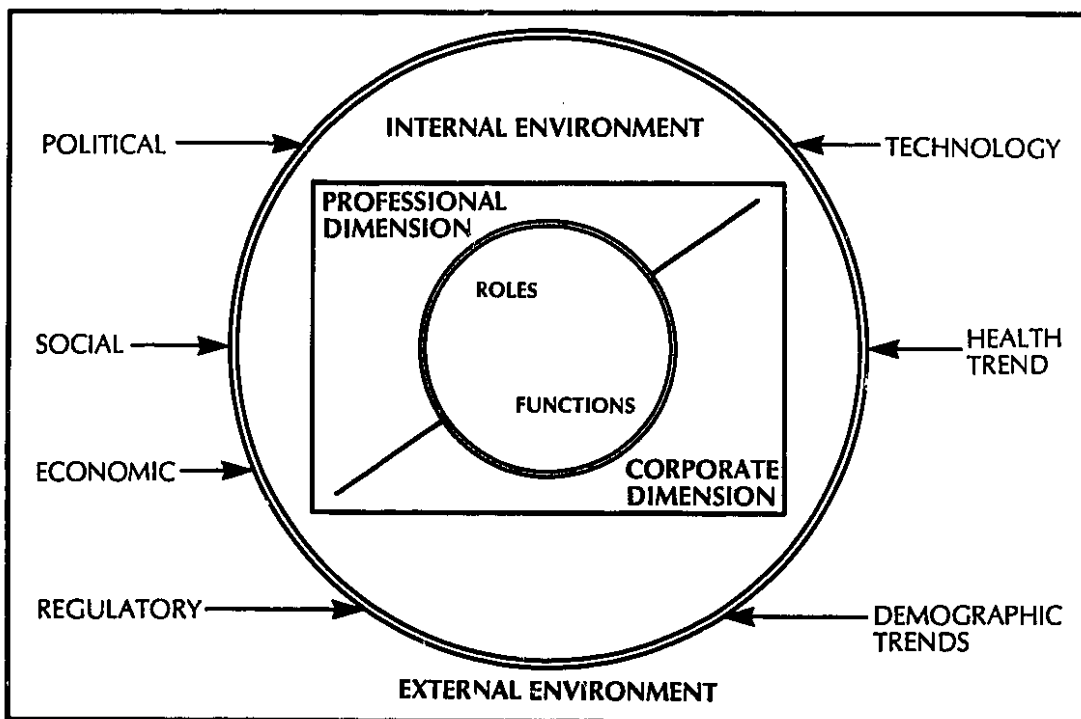 INTERNAL ENVIRONMENT
POLITICAL
TECHNOLOGY
PROFESSIONAL
DIMENSION
ROLES
SOCIAL
HEALTH
TREND
FUNCTIONS
ECONOMIC
CORPORATE
DIMENSION
REGULATORY
DEMOGRAPHIC
TRENDS
EXTERNAL ENVIRONMENT